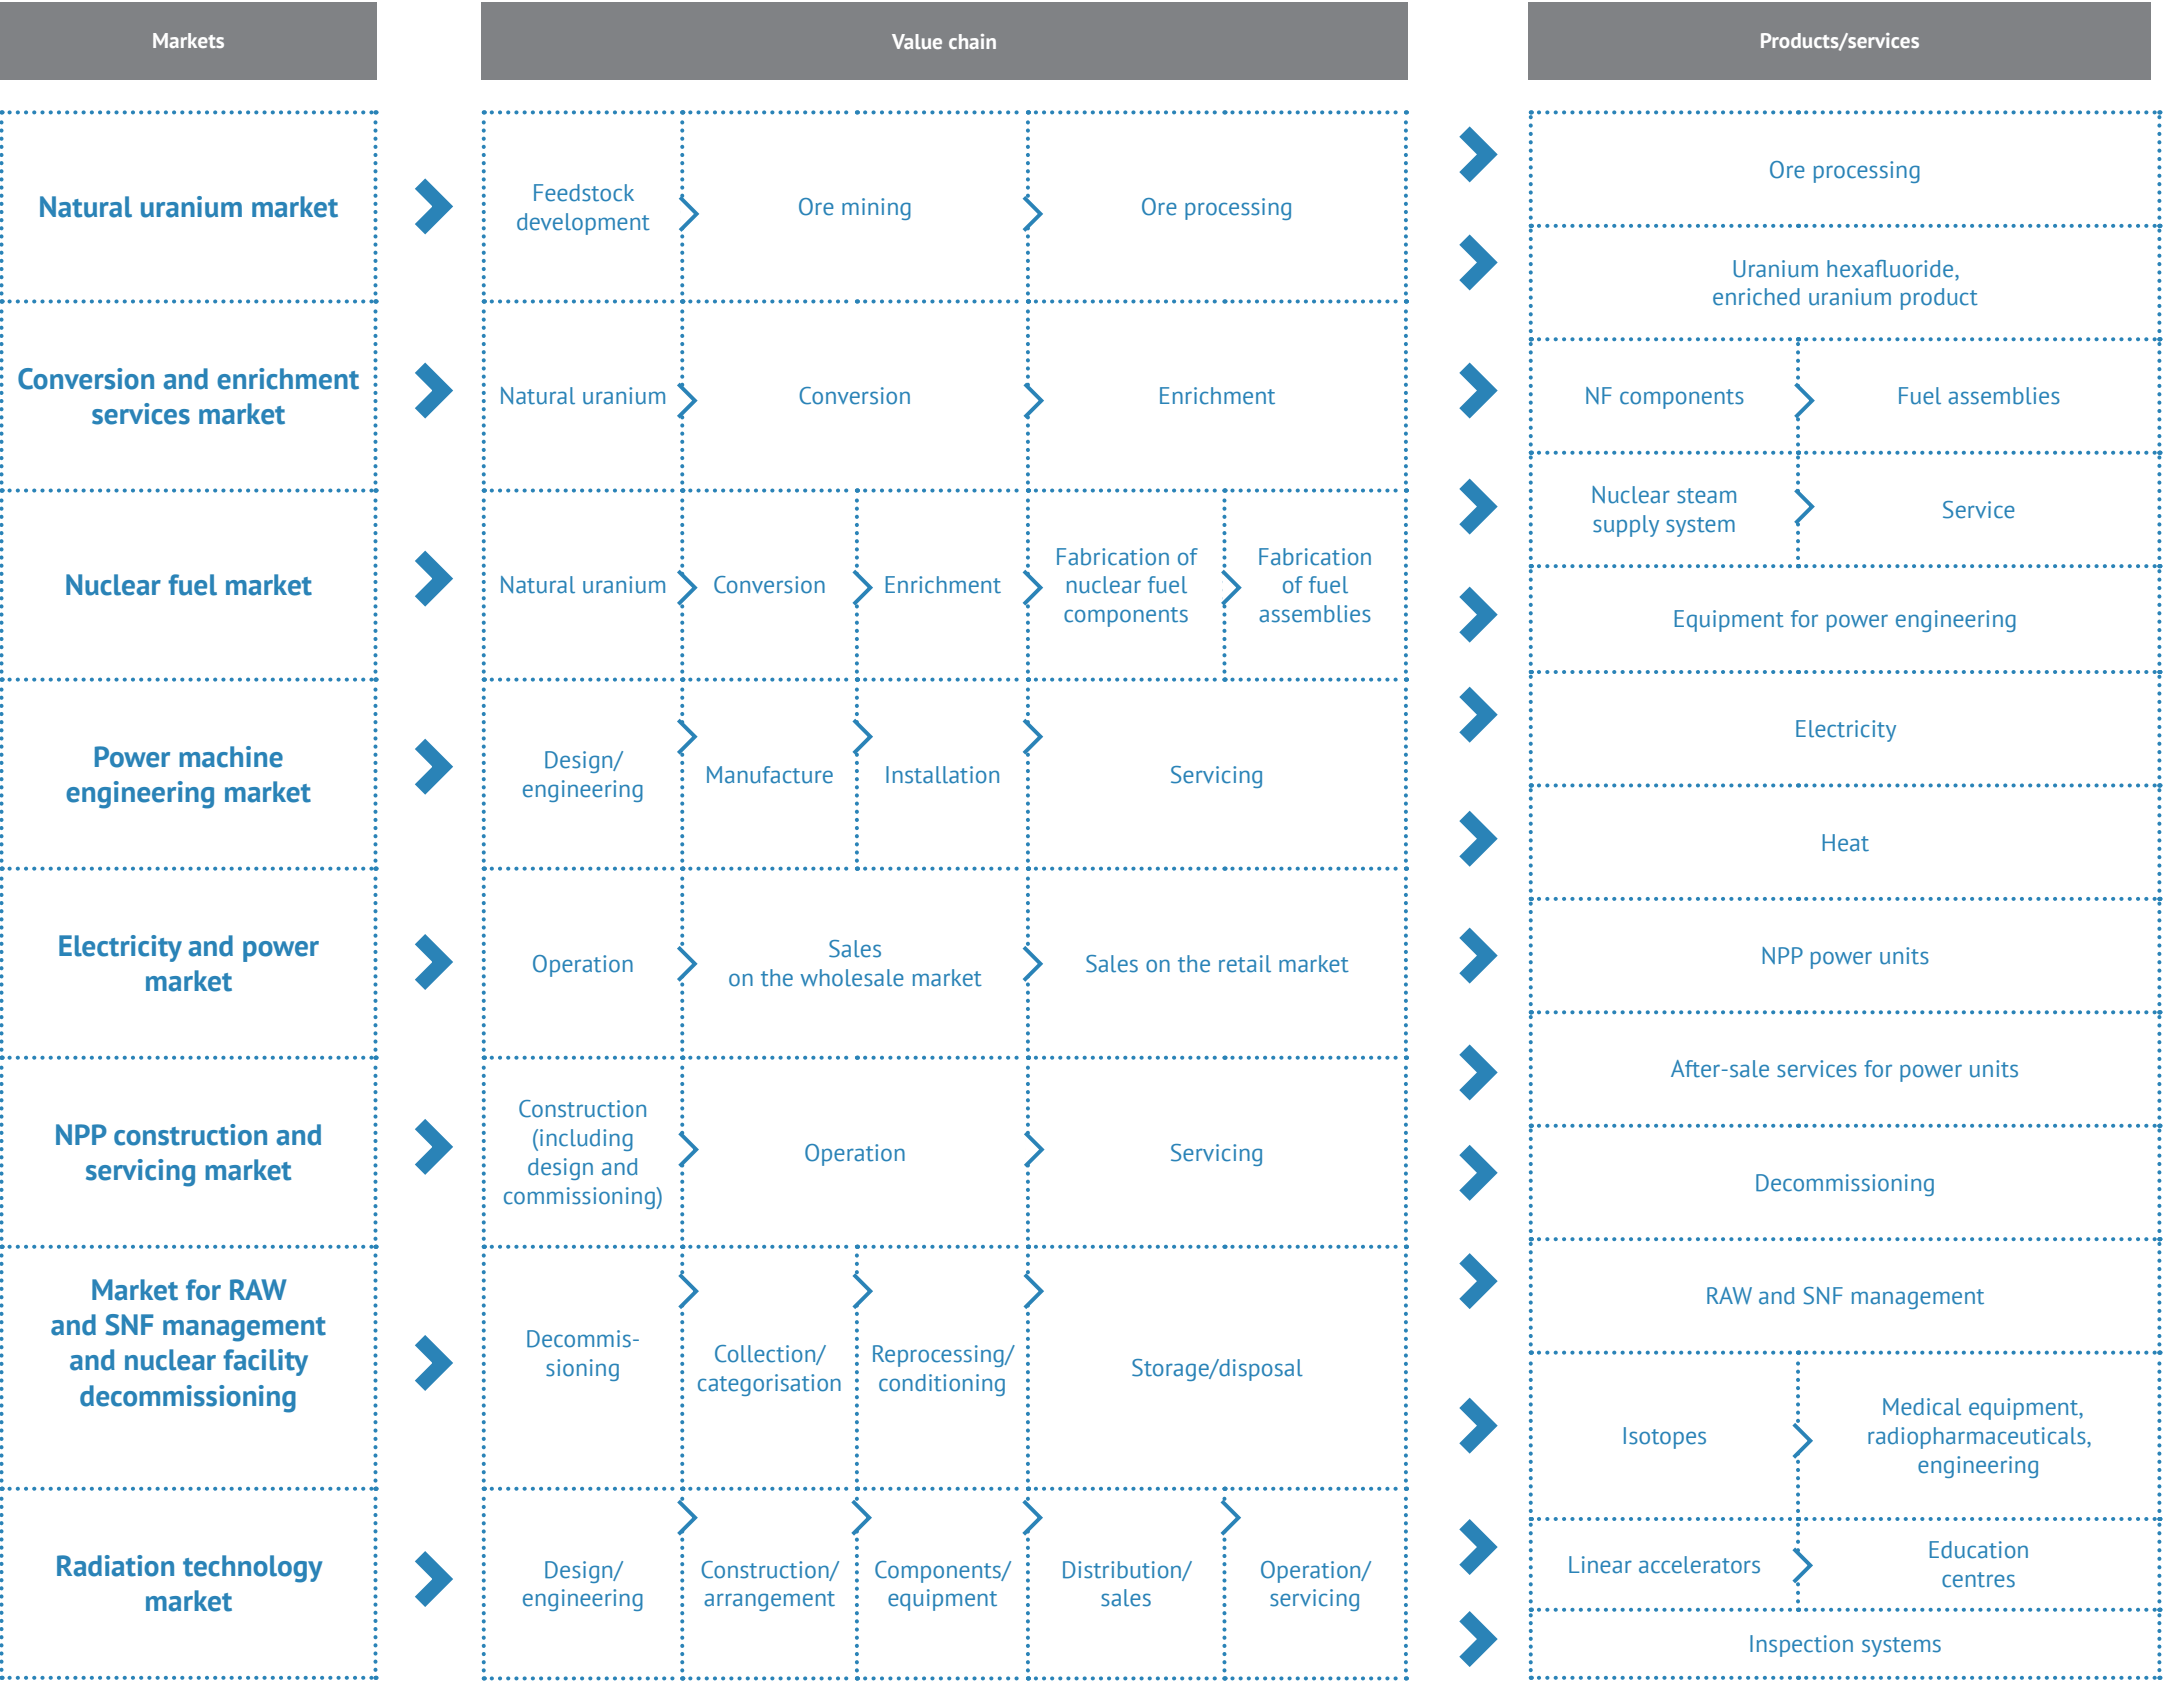 Markets
Value chain
Products/services
Natural uranium market
Feedstock
development
Ore mining
Ore processing
Conversion and enrichment
services market
Natural uranium
Conversion
Enrichment
Nuclear fuel market
Natural uranium
Conversion
Enrichment
Fabrication of
nuclear fuel
components
Fabrication
of fuel
assemblies
Power machine
engineering market
Design/
engineering
Manufacture
Installation
Servicing
Electricity and power
market
Operation
Sales
on the wholesale market
Sales on the retail market
NPP construction and
servicing market
Construction
(including
design and
commissioning)
Operation
Servicing
Market for RAW
and SNF management
and nuclear facility
decommissioning
Decommis-
sioning
Collection/
categorisation
Reprocessing/
conditioning
Storage/disposal
Radiation technology
market
Design/
engineering
Construction/
arrangement
Components/
equipment
Distribution/
sales
Operation/
servicing
Ore processing
Uranium hexafluoride,
enriched uranium product
NF components
Fuel assemblies
Nuclear steam
supply system
Service
Equipment for power engineering
Electricity
Heat
NPP power units
After-sale services for power units
Decommissioning
RAW and SNF management
Isotopes
Medical equipment,
radiopharmaceuticals,
engineering
Linear accelerators
Education
centres
Inspection systems